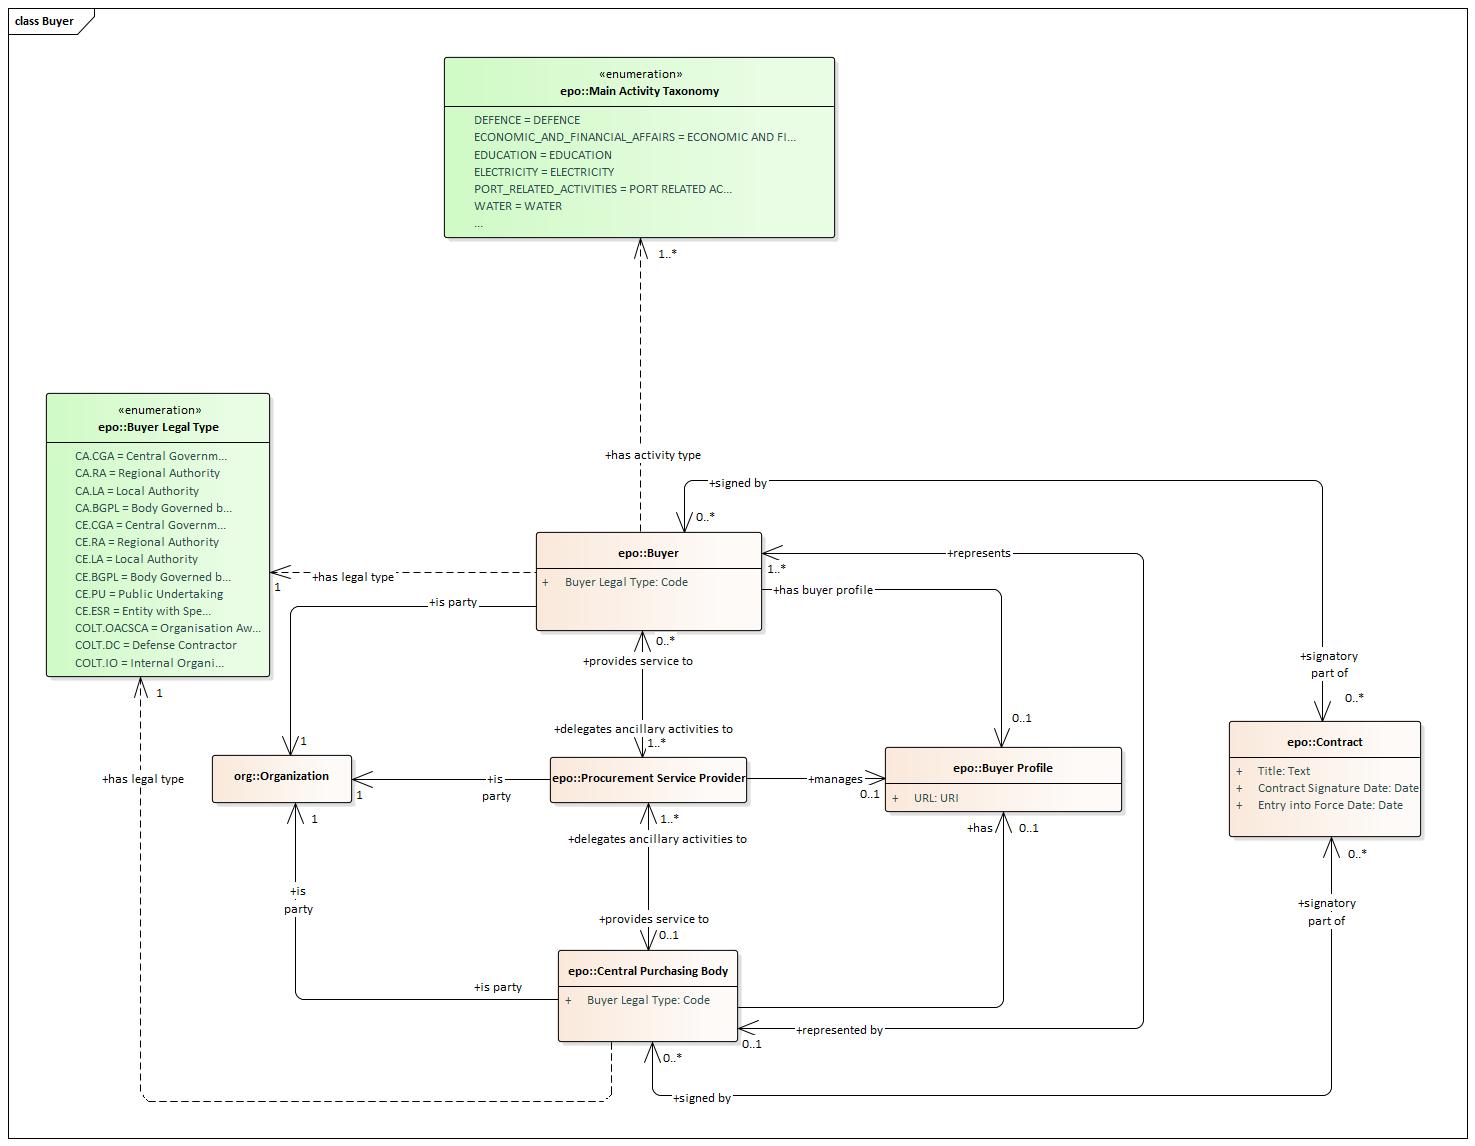 class Buyer
«enumeration»
epo::Main Activity Taxonomy
DEFENCE = DEFENCE
ECONOMIC_AND_FINANCIAL_AFFAIRS = ECONOMIC AND FI...
EDUCATION = EDUCATION
ELECTRICITY = ELECTRICITY
PORT_RELATED_ACTIVITIES = PORT RELATED AC...
WATER = WATER
...
1..*
«enumeration»
epo::Buyer Legal Type
CA.CGA = Central Governm...
CA.RA = Regional Authority
CA.LA = Local Authority
CA.BGPL = Body Governed b...
CE.CGA = Central Governm...
CE.RA = Regional Authority
CE.LA = Local Authority
CE.BGPL = Body Governed b...
CE.PU = Public Undertaking
CE.ESR = Entity with Spe...
COLT.OACSCA = Organisation Aw...
COLT.DC = Defense Contractor
COLT.IO = Internal Organi...
+has activity type
+signed by
0..*
epo::Buyer
+ Buyer Legal Type: Code
+represents
1..*
+has legal type
1
+has buyer profile
+is party
0..*
+provides service to
+signatory
part of
0..*
1
+has legal type
0..1
+delegates ancillary activities to
1..*
1
org::Organization
1
+is
party
epo::Procurement Service Provider
+manages
0..1
epo::Buyer Profile
+ URL: URI
epo::Contract
+ Title: Text
+ Contract Signature Date: Date
+ Entry into Force Date: Date
1
1..*
+delegates ancillary activities to
+has
0..1
0..*
+is
party
+signatory
part of
+provides service to
0..1
epo::Central Purchasing Body
+ Buyer Legal Type: Code
+is party
+represented by
0..1
0..*
+signed by